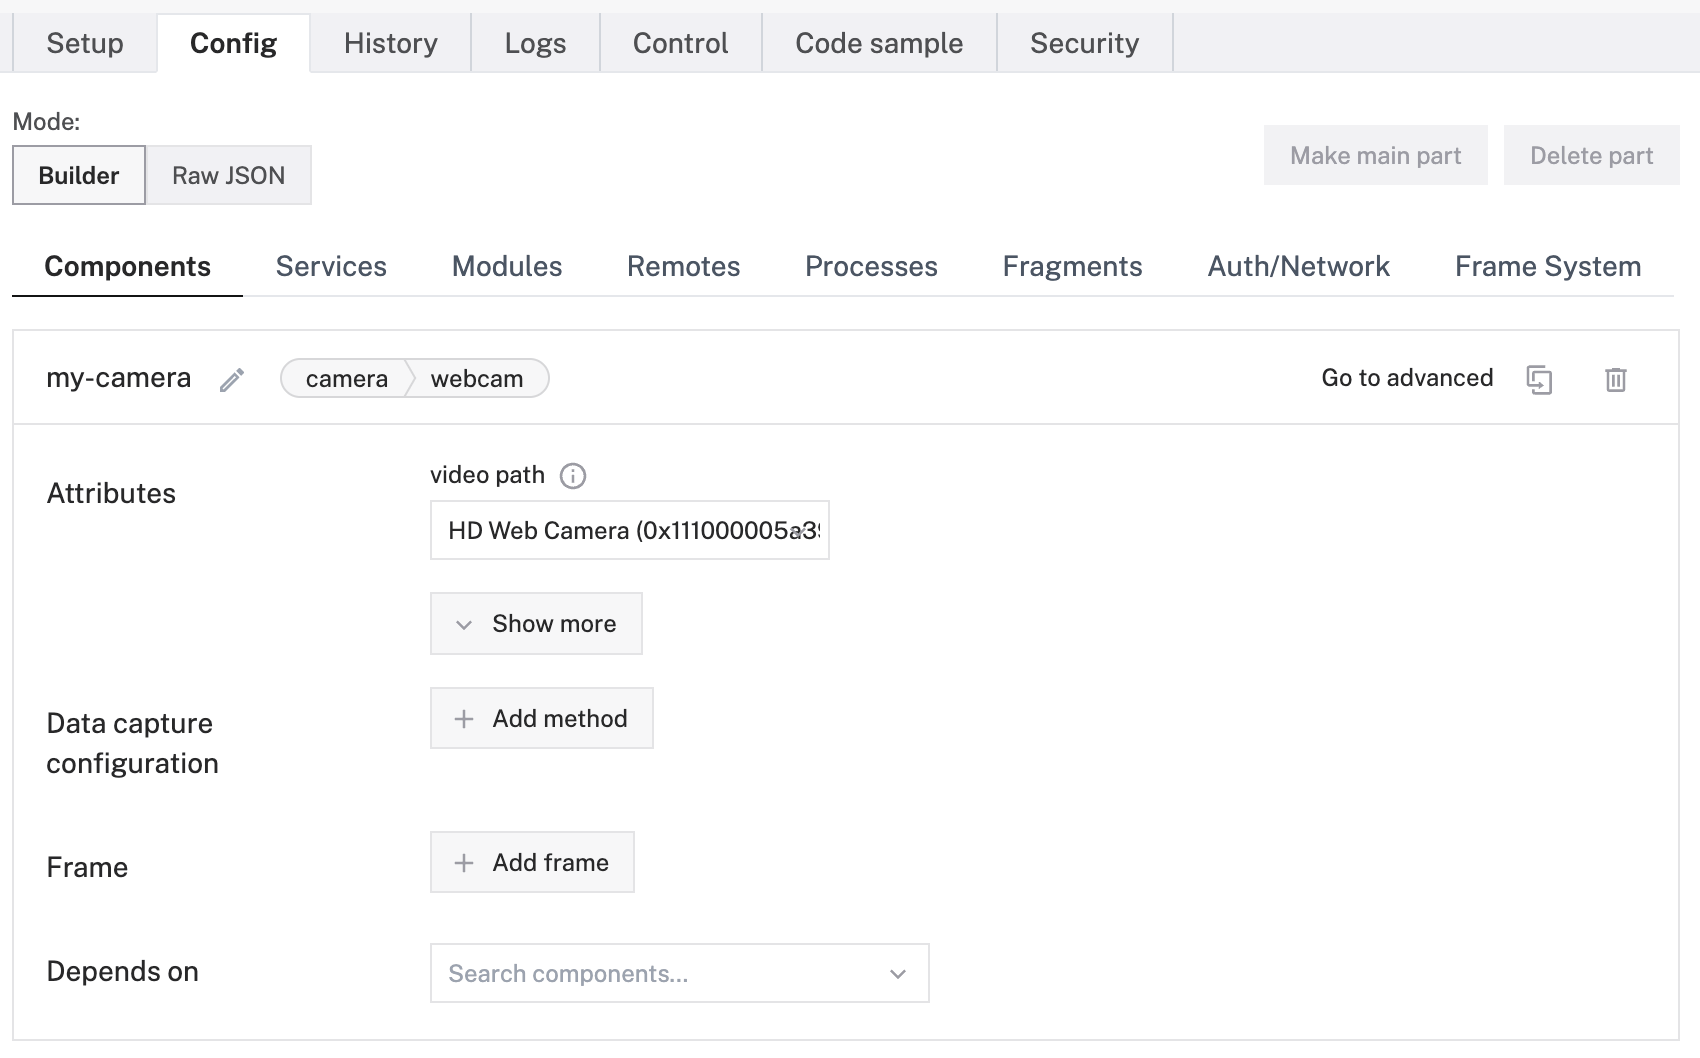 Setup Config History Logs Control Code sample Security
Mode:
Builder Raw JSON
Make main part Delete part
Components Services Modules Remotes Processes Fragments Auth/Network Frame System
my-camera camera webcam Go to advanced
Attributes
video path
HD Web Camera
Show more
Data capture
configuration
Add method
Frame
Add frame
Depends on
Search components...